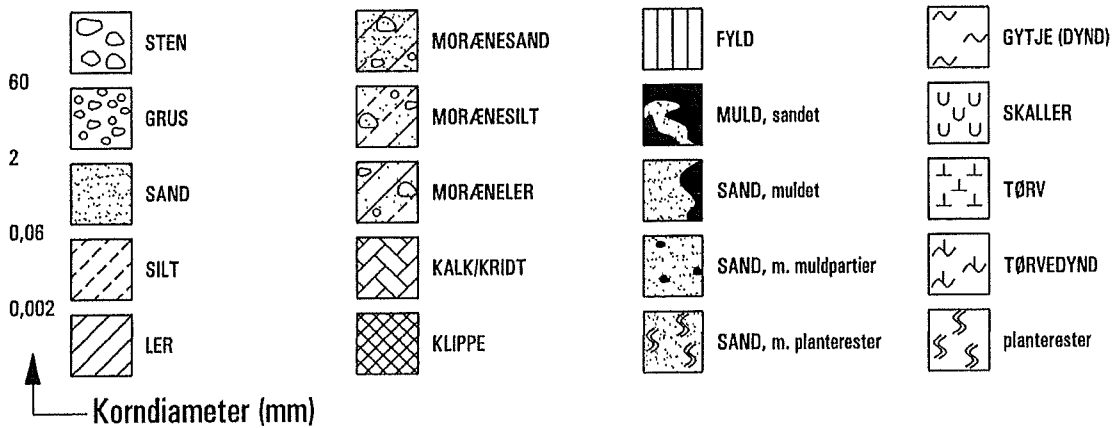 STEN
60
GRUS
2
SAND
0,06
SILT
0,002
LER
Korndiameter (mm)
MORÆNESAND
MORÆNESILT
MORÆNELER
KALK/KRIDT
KLIPPE
FYLD
MULD, sandet
SAND, muldet
SAND, m. muldpartier
SAND, m. planterester
GYTJE (DYND)
SKALLER
TØRV
TØRVEDYND
planterester